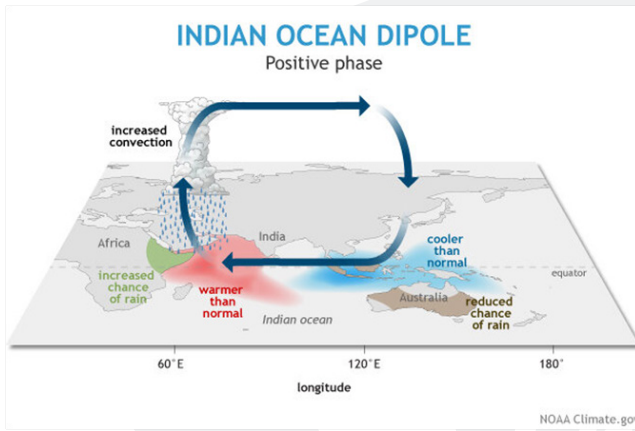 INDIAN OCEAN DIPOLE
Positive phase
increased
convection
Africa
India
increased
chance
of rain
warmer
than
normal
cooler
than
normal
equator
Australia
reduced
chance
of rain
Indian ocean
60°
120°
180°
longitude
NOAA Climate.gov